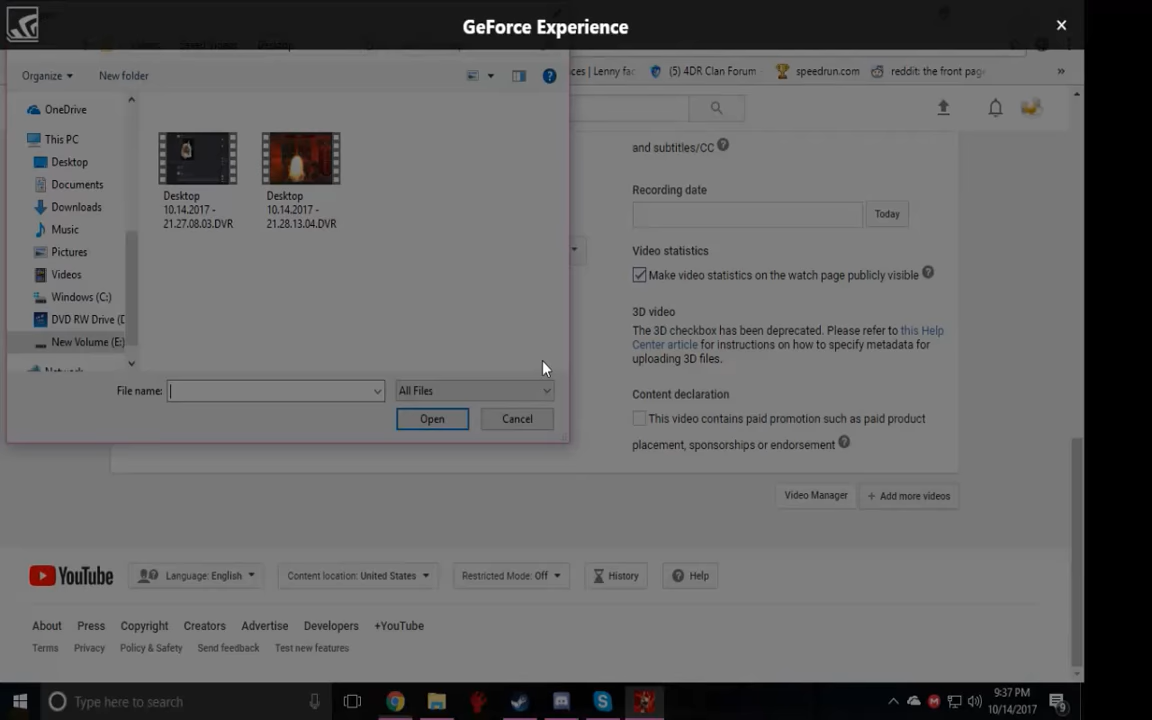 GeForce Experience
ces | Lenny fac
(5) 4DR Clan Forum
speedrun.com
reddit: the front page
»
Organize
New folder
OneDrive
This PC
Desktop
Documents
Downloads
Music
Pictures
Videos
Windows (C:)
DVD RW Drive (D
New Volume (E:)
Desktop
10.14.2017 -
21.27.08.03.DVR
Desktop
10.14.2017 -
21.28.13.04.DVR
File name:
All Files
Open
Cancel
and subtitles/CC
Recording date
Today
Video statistics
Make video statistics on the watch page publicly visible
3D video
The 3D checkbox has been deprecated. Please refer to this Help
Center article for instructions on how to specify metadata for
uploading 3D files.
Content declaration
This video contains paid promotion such as paid product
placement, sponsorships or endorsement
Video Manager
+ Add more videos
YouTube
Language: English
Content location: United States
Restricted Mode: Off
History
Help
About
Press
Copyright
Creators
Advertise
Developers
+YouTube
Terms
Privacy
Policy & Safety
Send feedback
Test new features
Type here to search
9:37 PM
10/14/2017
9